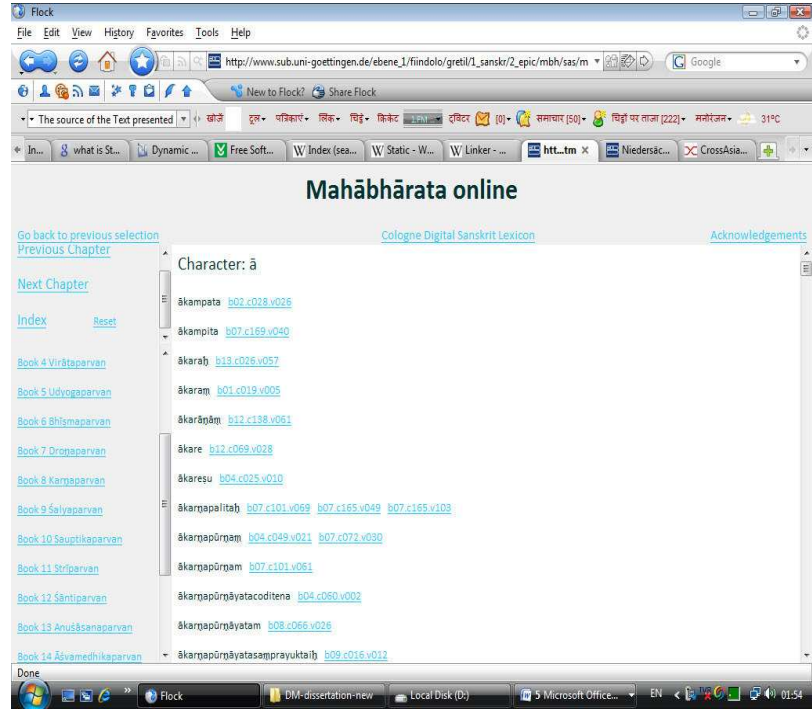 Flock
File Edit View History Favorites Tools Help
http://www.sub.uni-goettingen.de/ebene_1/fiindolo/gretil/1_sanskr/2_epic/mbh/sas/m Google
New to Flock? Share Flock
The source of the Text presented खोजें टूल- पत्रिकाएं- लिंक- चिट्ठे- क्रिकेट 1PM ट्विटर [0]- समाचार [50]- चिट्ठों पर ताजा [222]- मनोरंजन- 31°C
In... what is St... Dynamic ... Free Soft... Index (sea... Static - W... Linker - ... htt...tm Niedersäc... CrossAsia...
Mahābhārata online
Go back to previous selection Cologne Digital Sanskrit Lexicon Acknowledgements
Previous Chapter
Next Chapter
Index Reset
Book 4 Virāṭaparvan
Book 5 Udyogaparvan
Book 6 Bhīṣmaparvan
Book 7 Droṇaparvan
Book 8 Karṇaparvan
Book 9 Śalyaparvan
Book 10 Sauptikaparvan
Book 11 Strīparvan
Book 12 Śāntiparvan
Book 13 Anuśāsanaparvan
Book 14 Āśvamedhikaparvan
Character: ā
ākampata b02.c028.v026
ākampita b07.c169.v040
ākaraḥ b13.c026.v057
ākaraṃ b01.c019.v005
ākarāṇāṃ b12.c138.v061
ākare b12.c069.v028
ākareṣu b04.c025.v010
ākarṇapalitaḥ b07.c101.v069 b07.c165.v049 b07.c165.v103
ākarṇapūrṇaṃ b04.c049.v021 b07.c072.v030
ākarṇapūrṇam b07.c101.v061
ākarṇapūrṇāyatacoditena b04.c060.v002
ākarṇapūrṇāyatam b08.c066.v026
ākarṇapūrṇāyatasaṃprayuktaiḥ b09.c016.v012
Done
Flock DM-dissertation-new Local Disk (D:) 5 Microsoft Office... EN 01:54